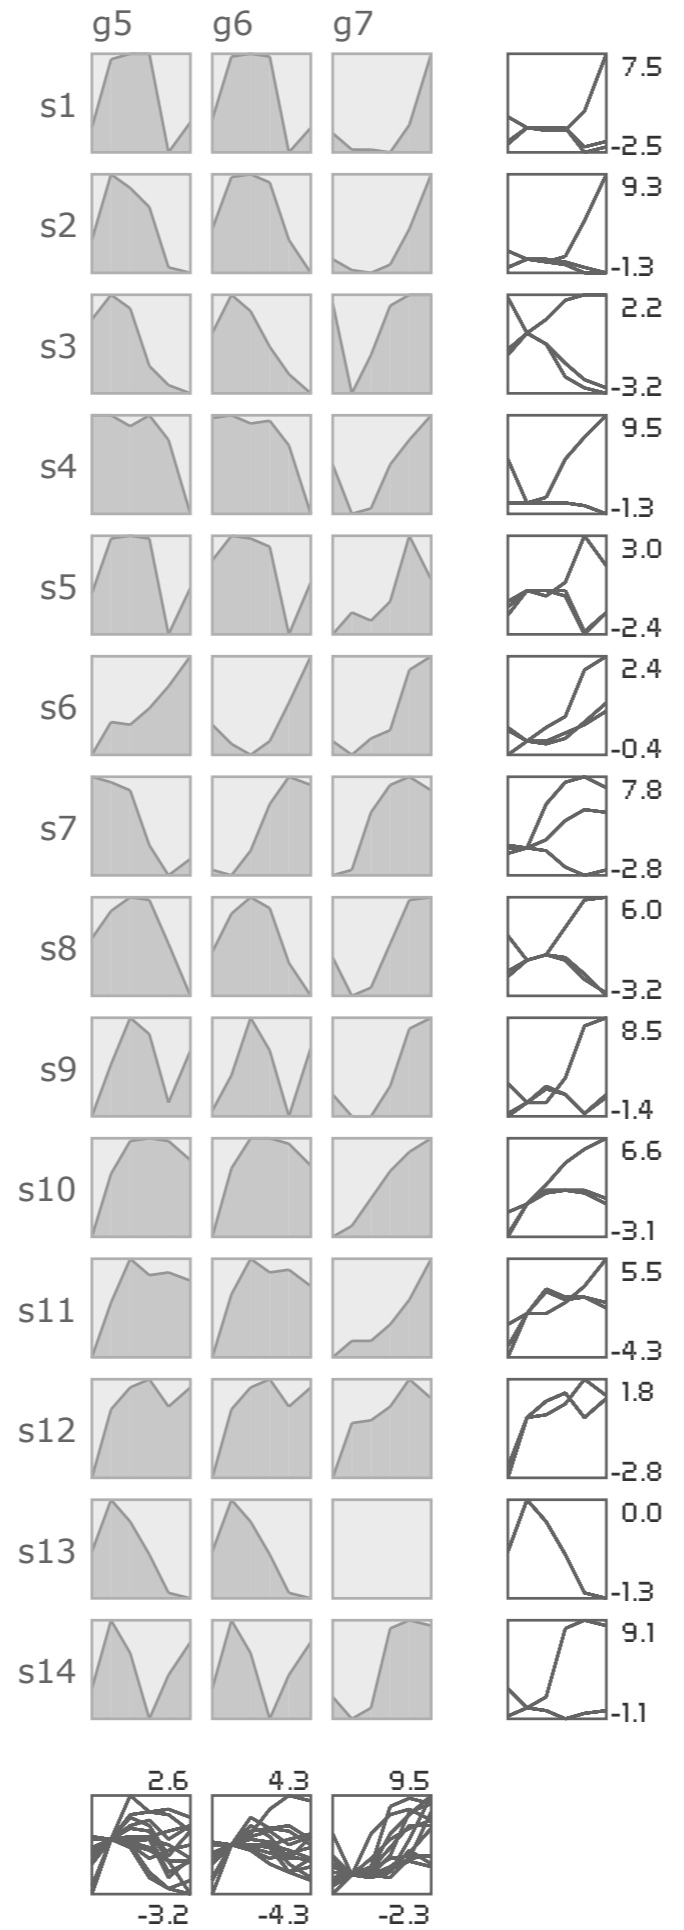 g5 g6 g7
s1 7.5
-2.5
s2 9.3
-1.3
s3 2.2
-3.2
s4 9.5
-1.3
s5 3.0
-2.4
s6 2.4
-0.4
s7 7.8
-2.8
s8 6.0
-3.2
s9 8.5
-1.4
s10 6.6
-3.1
s11 5.5
-4.3
s12 1.8
-2.8
s13 0.0
-1.3
s14 9.1
-1.1
2.6 4.3 9.5
-3.2 -4.3 -2.3